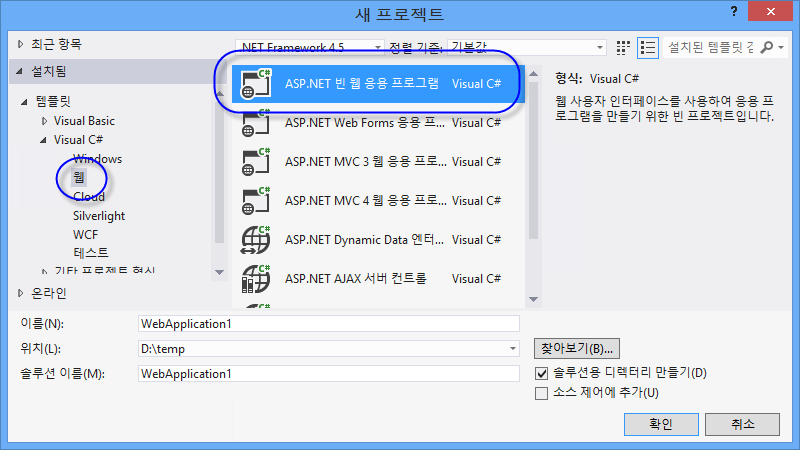 새 프로젝트
?
최근 항목
.NET Framework 4.5
정렬 기준:
기본값
설치된 템플릿 검
설치됨
템플릿
Visual Basic
Visual C#
Windows
웹
Cloud
Silverlight
WCF
테스트
기타 프로젝트 형식
온라인
ASP.NET 빈 웹 응용 프로그램 Visual C#
ASP.NET Web Forms 응용 프... Visual C#
ASP.NET MVC 3 웹 응용 프로... Visual C#
ASP.NET MVC 4 웹 응용 프로... Visual C#
ASP.NET Dynamic Data 엔터... Visual C#
ASP.NET AJAX 서버 컨트롤 Visual C#
형식: Visual C#
웹 사용자 인터페이스를 사용하여 응용 프
로그램을 만들기 위한 빈 프로젝트입니다.
이름(N): WebApplication1
위치(L): D:\temp
찾아보기(B)...
솔루션 이름(M): WebApplication1
솔루션용 디렉터리 만들기(D)
소스 제어에 추가(U)
확인
취소